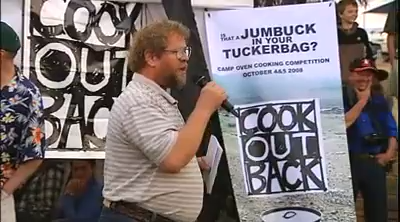 COOK
OUT
BACK
IS
THAT A JUMBUCK
IN YOUR
TUCKERBAG?
CAMP OVEN COOKING COMPETITION
OCTOBER 4&5 2008
COOK
OUT
BACK